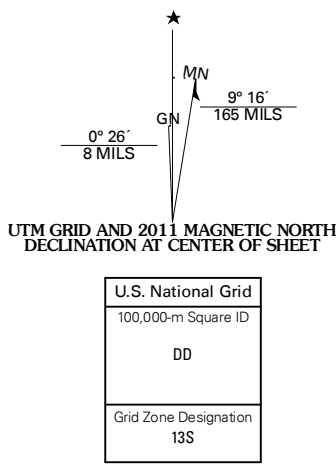 ★
MN
GN
9° 16´
165 MILS
0° 26´
8 MILS
UTM GRID AND 2011 MAGNETIC NORTH
DECLINATION AT CENTER OF SHEET
U.S. National Grid
100,000-m Square ID
DD
Grid Zone Designation
13S